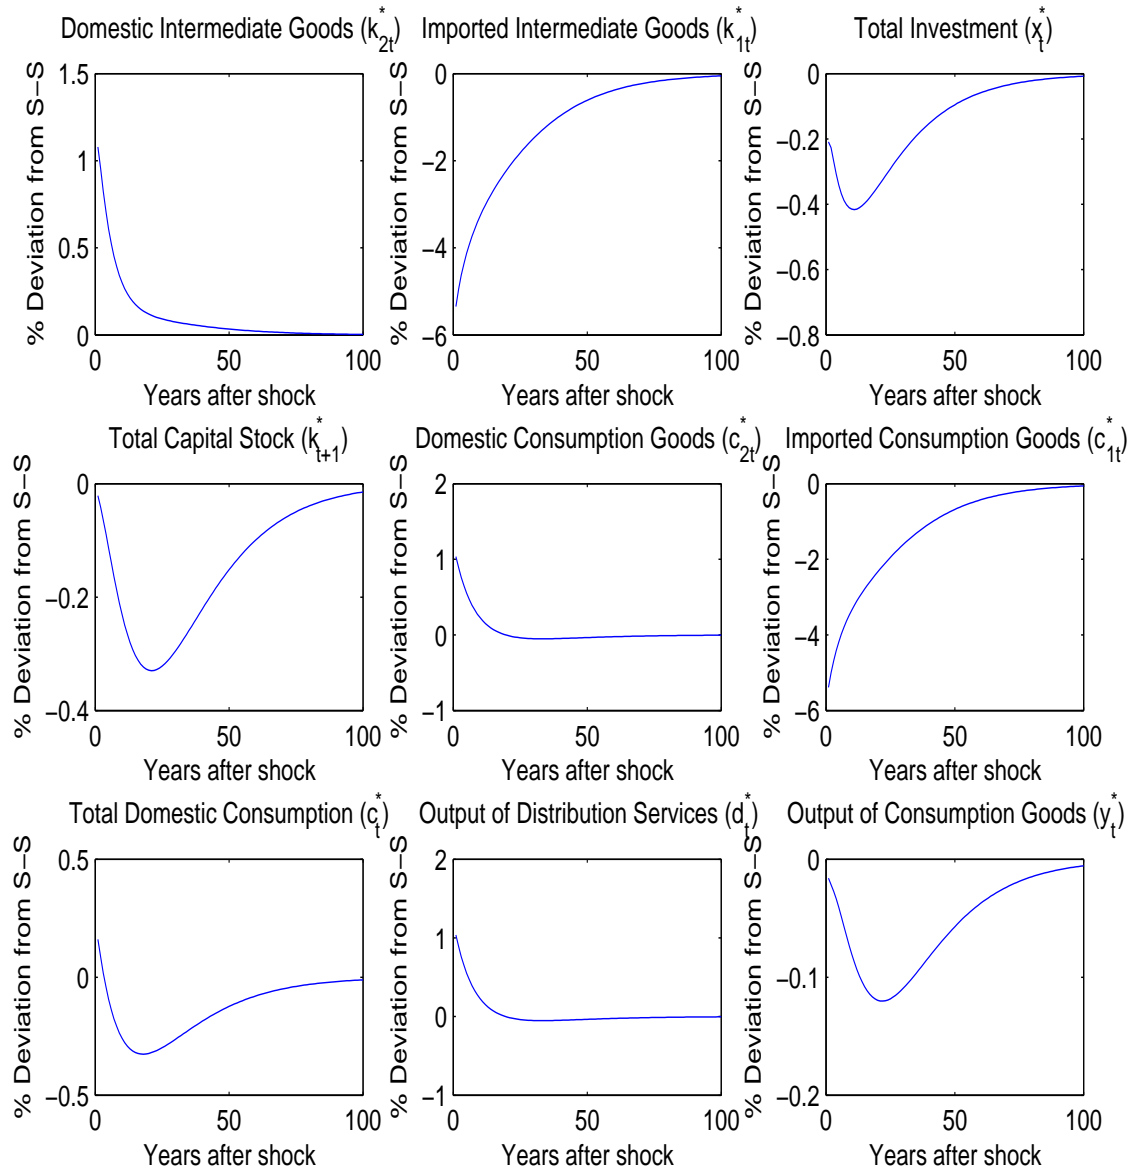 Domestic Intermediate Goods (k*2t)
% Deviation from S−S
1.5
1
0.5
0
0
50
100
Years after shock
Imported Intermediate Goods (k*1t)
% Deviation from S−S
0
−2
−4
−6
0
50
100
Years after shock
Total Investment (x*t)
% Deviation from S−S
0
−0.2
−0.4
−0.6
−0.8
0
50
100
Years after shock
Total Capital Stock (k*t+1)
% Deviation from S−S
0
−0.2
−0.4
0
50
100
Years after shock
Domestic Consumption Goods (c*2t)
% Deviation from S−S
2
1
0
−1
0
50
100
Years after shock
Imported Consumption Goods (c*1t)
% Deviation from S−S
0
−2
−4
−6
0
50
100
Years after shock
Total Domestic Consumption (c*t)
% Deviation from S−S
0.5
0
−0.5
0
50
100
Years after shock
Output of Distribution Services (d*t)
% Deviation from S−S
2
1
0
−1
0
50
100
Years after shock
Output of Consumption Goods (y*t)
% Deviation from S−S
0
−0.1
−0.2
0
50
100
Years after shock